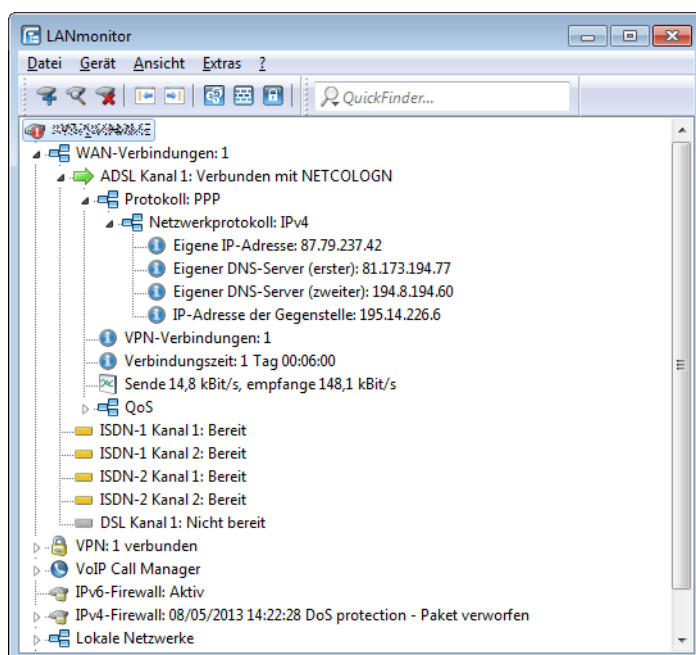 LANmonitor
Datei Gerät Ansicht Extras ?
QuickFinder...
WAN-Verbindungen: 1
ADSL Kanal 1: Verbunden mit NETCOLOGN
Protokoll: PPP
Netzwerkprotokoll: IPv4
Eigene IP-Adresse: 87.79.237.42
Eigener DNS-Server (erster): 81.173.194.77
Eigener DNS-Server (zweiter): 194.8.194.60
IP-Adresse der Gegenstelle: 195.14.226.6
VPN-Verbindungen: 1
Verbindungszeit: 1 Tag 00:06:00
Sende 14,8 kBit/s, empfange 148,1 kBit/s
QoS
ISDN-1 Kanal 1: Bereit
ISDN-1 Kanal 2: Bereit
ISDN-2 Kanal 1: Bereit
ISDN-2 Kanal 2: Bereit
DSL Kanal 1: Nicht bereit
VPN: 1 verbunden
VoIP Call Manager
IPv6-Firewall: Aktiv
IPv4-Firewall: 08/05/2013 14:22:28 DoS protection - Paket verworfen
Lokale Netzwerke